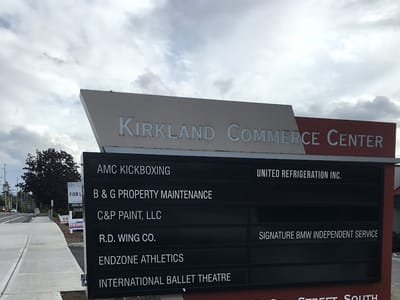 KIRKLAND COMMERCE CENTER
AMC KICKBOXING
UNITED REFRIGERATION INC.
B & G PROPERTY MAINTENANCE
C&P PAINT, LLC
R.D. WING CO.
SIGNATURE BMW INDEPENDENT SERVICE
ENDZONE ATHLETICS
INTERNATIONAL BALLET THEATRE
STREET SOUTH
FOR